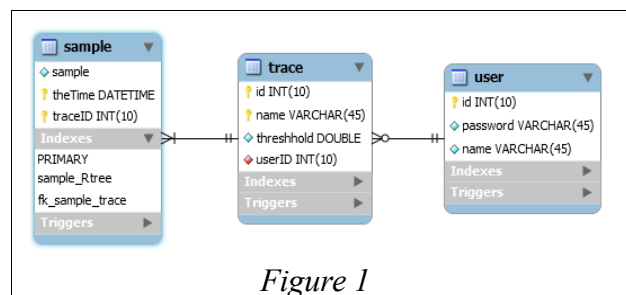 sample
sample
theTime DATETIME
traceID INT(10)
Indexes
PRIMARY
sample_Rtree
fk_sample_trace
Triggers
trace
id INT(10)
name VARCHAR(45)
threshhold DOUBLE
userID INT(10)
Indexes
Triggers
user
id INT(10)
password VARCHAR(45)
name VARCHAR(45)
Indexes
Triggers
Figure 1